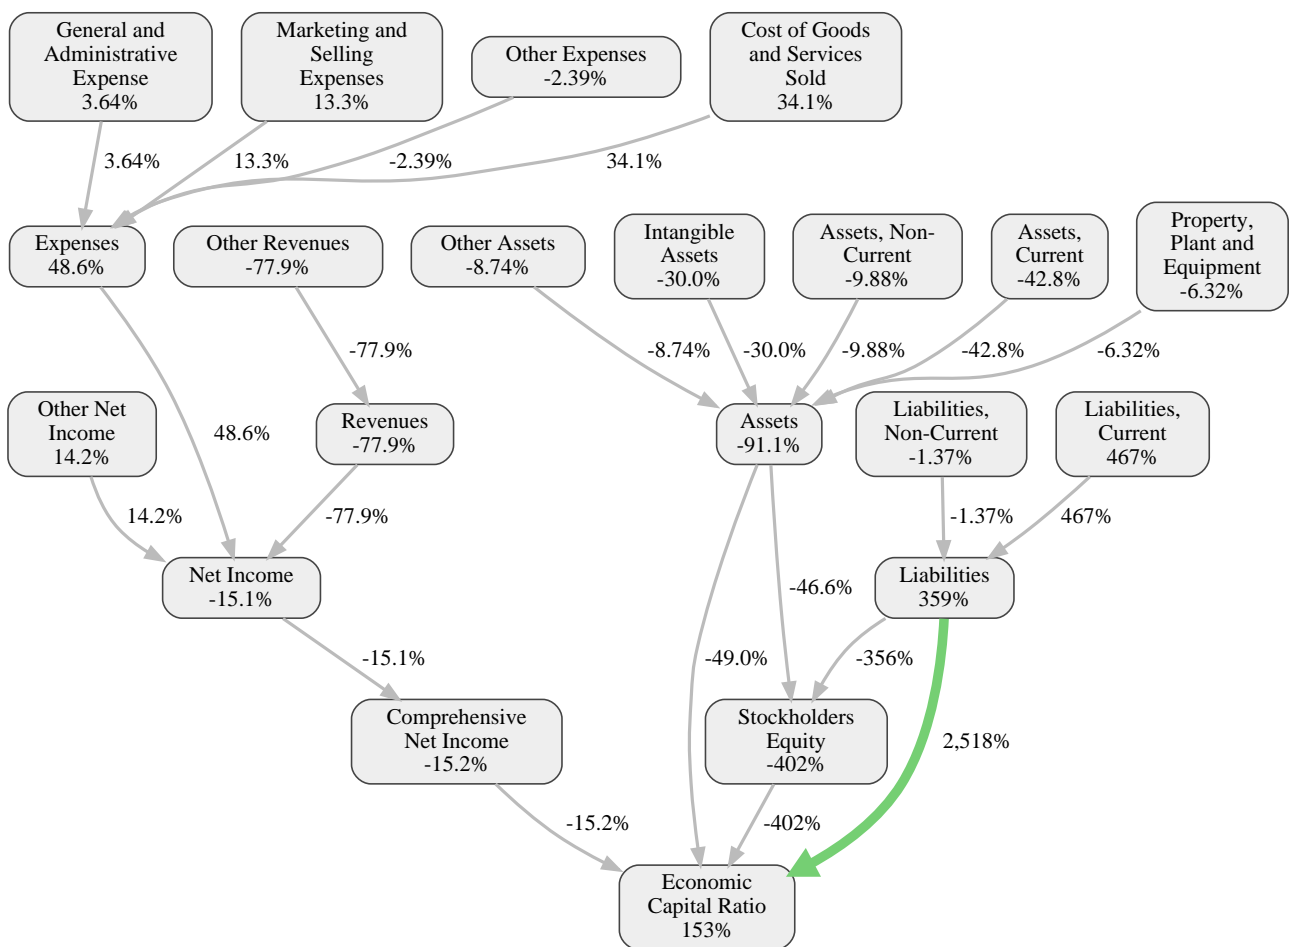 General and
Administrative
Expense
3.64%
Marketing and
Selling
Expenses
13.3%
Other Expenses
-2.39%
Cost of Goods
and Services
Sold
34.1%
3.64%
13.3%
-2.39%
34.1%
Expenses
48.6%
Other Revenues
-77.9%
Other Assets
-8.74%
Intangible
Assets
-30.0%
Assets, Non-
Current
-9.88%
Assets,
Current
-42.8%
Property,
Plant and
Equipment
-6.32%
-77.9%
-8.74%
-30.0%
-9.88%
-42.8%
-6.32%
Other Net
Income
14.2%
48.6%
Revenues
-77.9%
Assets
-91.1%
Liabilities,
Non-Current
-1.37%
Liabilities,
Current
467%
14.2%
-77.9%
-1.37%
467%
Net Income
-15.1%
-46.6%
Liabilities
359%
-15.1%
-49.0%
-356%
Comprehensive
Net Income
-15.2%
Stockholders
Equity
-402%
2,518%
-15.2%
-402%
Economic
Capital Ratio
153%